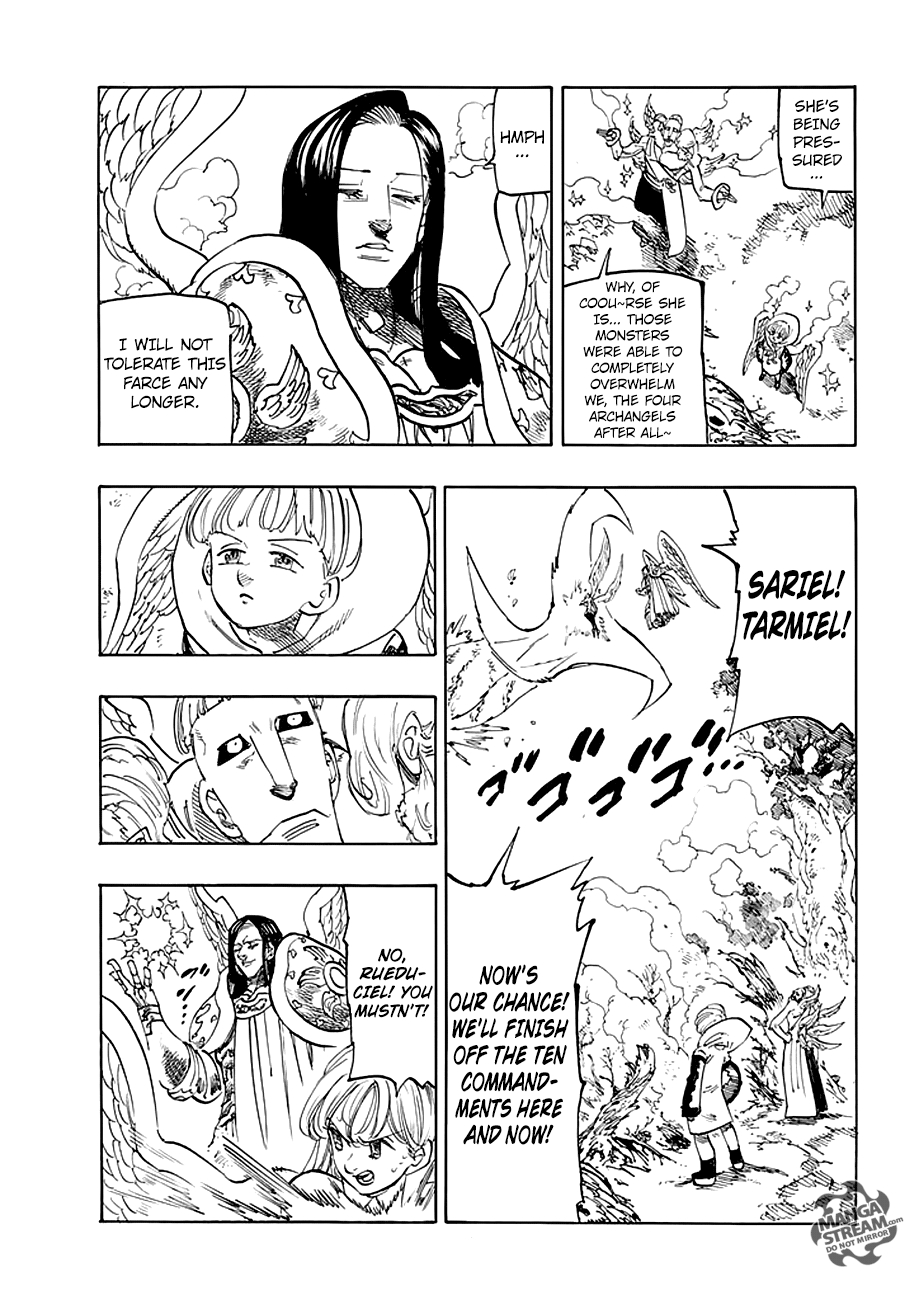 SHE'S
BEING
PRES-
SURED
...
WHY, OF
COOU~RSE SHE
IS... THOSE
MONSTERS
WERE ABLE TO
COMPLETELY
OVERWHELM
WE, THE FOUR
ARCHANGELS
AFTER ALL~
HMPH
...
I WILL NOT
TOLERATE THIS
FARCE ANY
LONGER.
SARIEL!
TARMIEL!
ゴゴゴゴ!...
NOW'S
OUR CHANCE!
WE'LL FINISH
OFF THE TEN
COMMAND-
MENTS HERE
AND NOW!
NO,
RUEDU-
CIEL! YOU
MUSTN'T!
MANGA
STREAM.com
DO NOT MIRROR!